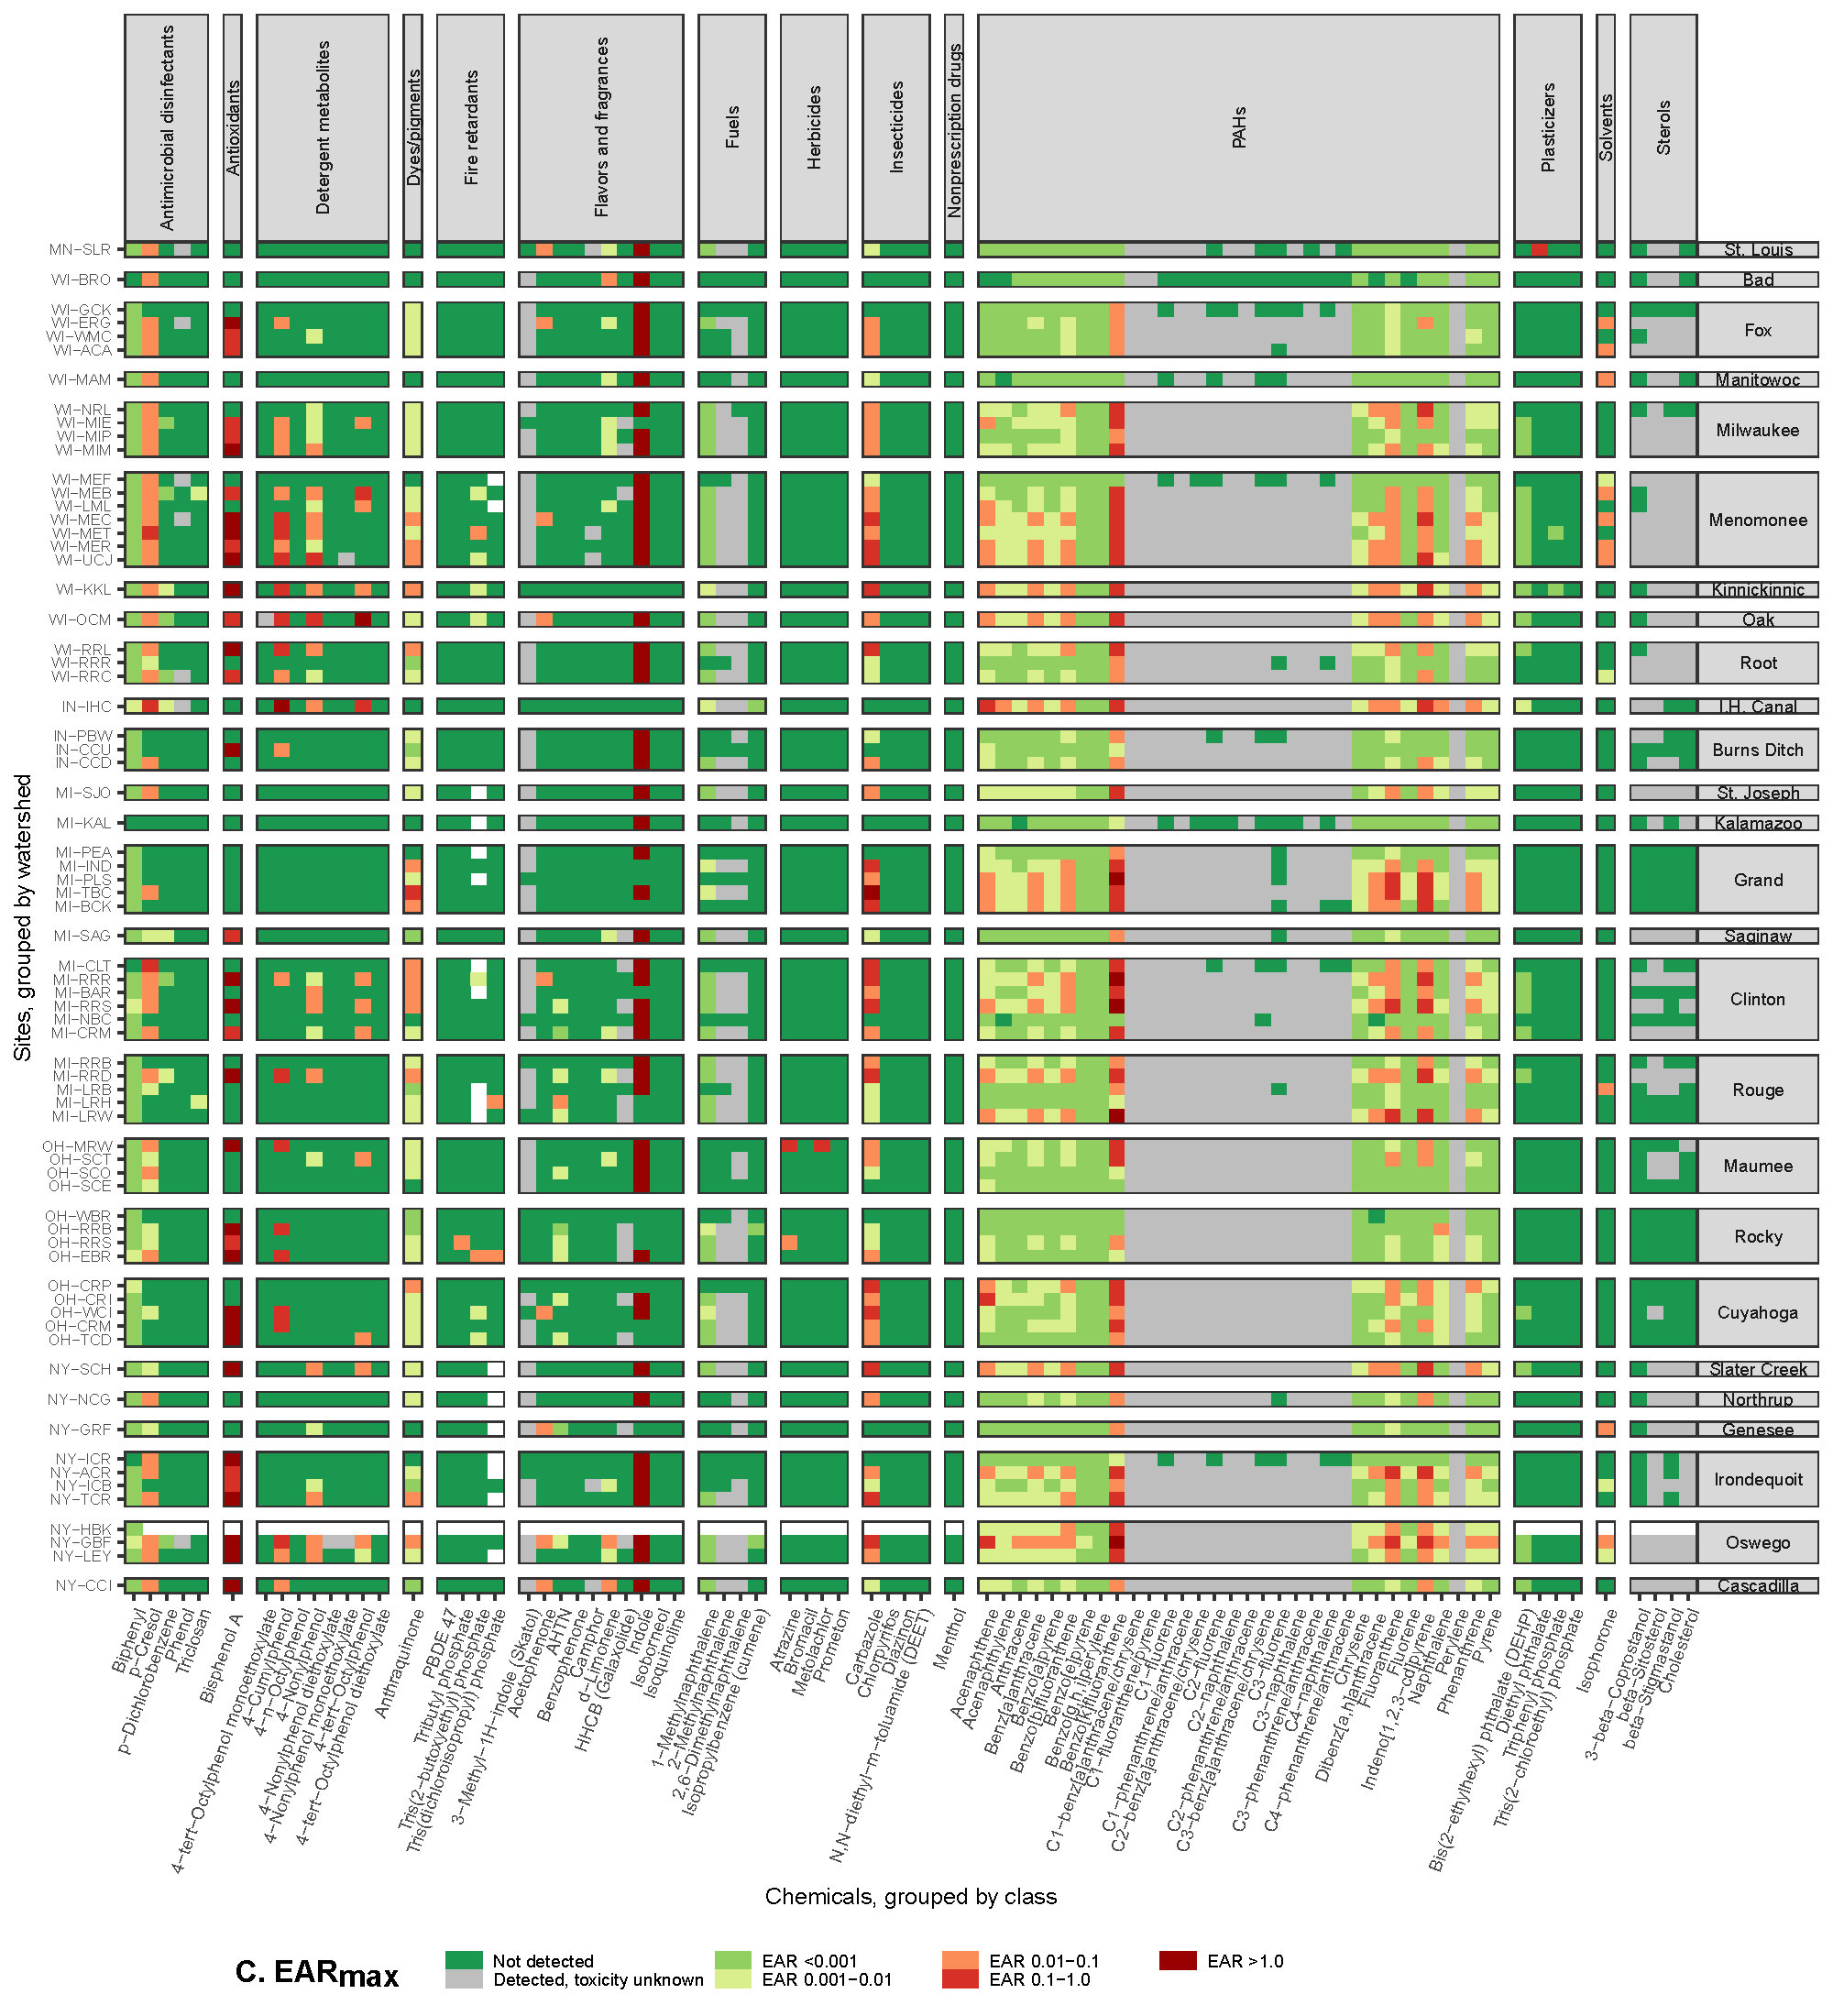 Antimicrobial disinfectants
Antioxidants
Detergent metabolites
Dyes/pigments
Fire retardants
Flavors and fragrances
Fuels
Herbicides
Insecticides
Nonprescription drugs
PAHs
Plasticizers
Solvents
Sterols
Sites, grouped by watershed
MN−SLR
St. Louis
WI−BRO
Bad
WI−GCK
WI−ERG
WI−WMC
WI−ACA
Fox
WI−MAM
Manitowoc
WI−NRL
WI−MIE
WI−MIP
WI−MIM
Milwaukee
WI−MEF
WI−MEB
WI−LML
WI−MEC
WI−MET
WI−MER
WI−UCJ
Menomonee
WI−KKL
Kinnickinnic
WI−OCM
Oak
WI−RRL
WI−RRR
WI−RRC
Root
IN−IHC
I.H. Canal
IN−PBW
IN−CCU
IN−CCD
Burns Ditch
MI−SJO
St. Joseph
MI−KAL
Kalamazoo
MI−PEA
MI−IND
MI−PLS
MI−TBC
MI−BCK
Grand
MI−SAG
Saginaw
MI−CLT
MI−RRR
MI−BAR
MI−RRS
MI−NBC
MI−CRM
Clinton
MI−RRB
MI−RRD
MI−LRB
MI−LRH
MI−LRW
Rouge
OH−MRW
OH−SCT
OH−SCO
OH−SCE
Maumee
OH−WBR
OH−RRB
OH−RRS
OH−EBR
Rocky
OH−CRP
OH−CRI
OH−WCI
OH−CRM
OH−TCD
Cuyahoga
NY−SCH
Slater Creek
NY−NCG
Northrup
NY−GRF
Genesee
NY−ICR
NY−ACR
NY−ICB
NY−TCR
Irondequoit
NY−HBK
NY−GBF
NY−LEY
Oswego
NY−CCI
Cascadilla
Biphenyl
p−Cresol
p−Dichlorobenzene
Phenol
Triclosan
Bisphenol A
4−tert−Octylphenol monoethoxylate
4−Cumylphenol
4−n−Octylphenol
4−Nonylphenol
4−Nonylphenol diethoxylate
4−Nonylphenol monoethoxylate
4−tert−Octylphenol
4−tert−Octylphenol diethoxylate
Anthraquinone
PBDE 47
Tributyl phosphate
Tris(2−butoxyethyl) phosphate
Tris(dichloroisopropyl) phosphate
3−Methyl−1H−indole (Skatol)
Acetophenone
AHTN
Benzophenone
Camphor
d−Limonene
HHCB (Galaxolide)
Indole
Isoborneol
Isoquinoline
1−Methylnaphthalene
2−Methylnaphthalene
2,6−Dimethylnaphthalene
Isopropylbenzene (cumene)
Atrazine
Bromacil
Metolachlor
Prometon
Carbazole
Chlorpyrifos
Diazinon
N,N−diethyl−m−toluamide (DEET)
Menthol
Acenaphthene
Acenaphthylene
Anthracene
Benz[a]anthracene
Benzo[a]pyrene
Benzo[b]fluoranthene
Benzo[e]pyrene
Benzo[g,h,i]perylene
Benzo[k]fluoranthene
C1−benz[a]anthracene/chrysene
C1−fluoranthene/pyrene
C1−fluorene
C1−phenanthrene/anthracene
C2−benz[a]anthracene/chrysene
C2−fluorene
C2−naphthalene
C2−phenanthrene/anthracene
C3−benz[a]anthracene/chrysene
C3−fluorene
C3−naphthalene
C3−phenanthrene/anthracene
C4−naphthalene
C4−phenanthrene/anthracene
Chrysene
Dibenz[a,h]anthracene
Fluoranthene
Fluorene
Indeno[1,2,3−cd]pyrene
Naphthalene
Perylene
Phenanthrene
Pyrene
Bis(2−ethylhexyl) phthalate (DEHP)
Diethyl phthalate
Triphenyl phosphate
Tris(2−chloroethyl) phosphate
Isophorone
3−beta−Coprostanol
beta−Sitosterol
beta−Stigmastanol
Cholesterol
Chemicals, grouped by class
C. EARmax
Not detected
Detected, toxicity unknown
EAR <0.001
EAR 0.001−0.01
EAR 0.01−0.1
EAR 0.1−1.0
EAR >1.0